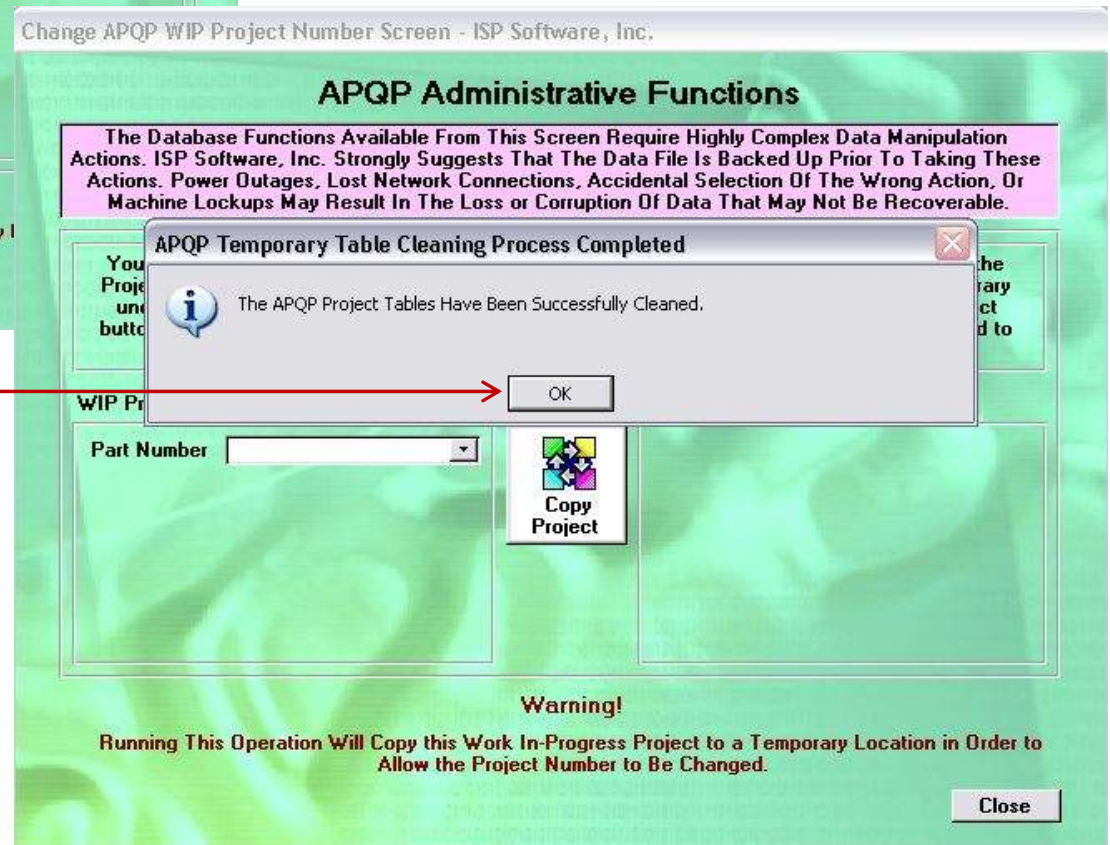 Change APQP WIP Project Number Screen - ISP Software, Inc.
APQP Administrative Functions
The Database Functions Available From This Screen Require Highly Complex Data Manipulation
Actions. ISP Software, Inc. Strongly Suggests That The Data File Is Backed Up Prior To Taking These
Actions. Power Outages, Lost Network Connections, Accidental Selection Of The Wrong Action, Or
Machine Lockups May Result In The Loss or Corruption Of Data That May Not Be Recoverable.
APQP Temporary Table Cleaning Process Completed
The APQP Project Tables Have Been Successfully Cleaned.
OK
WIP
Part Number
Copy
Project
Warning!
Running This Operation Will Copy this Work In-Progress Project to a Temporary Location in Order to
Allow the Project Number to Be Changed.
Close